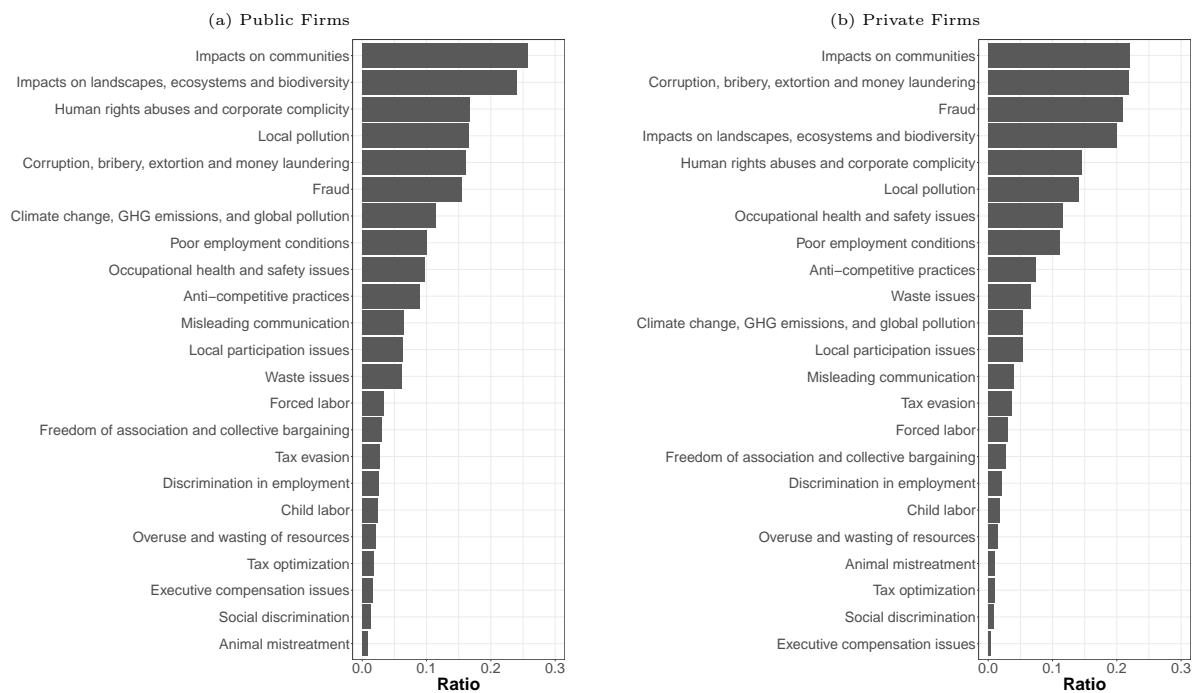 (a) Public Firms
Impacts on communities
Impacts on landscapes, ecosystems and biodiversity
Human rights abuses and corporate complicity
Local pollution
Corruption, bribery, extortion and money laundering
Fraud
Climate change, GHG emissions, and global pollution
Poor employment conditions
Occupational health and safety issues
Anti−competitive practices
Misleading communication
Local participation issues
Waste issues
Forced labor
Freedom of association and collective bargaining
Tax evasion
Discrimination in employment
Child labor
Overuse and wasting of resources
Tax optimization
Executive compensation issues
Social discrimination
Animal mistreatment
0.0 0.1 0.2 0.3
Ratio
(b) Private Firms
Impacts on communities
Corruption, bribery, extortion and money laundering
Fraud
Impacts on landscapes, ecosystems and biodiversity
Human rights abuses and corporate complicity
Local pollution
Occupational health and safety issues
Poor employment conditions
Anti−competitive practices
Waste issues
Climate change, GHG emissions, and global pollution
Local participation issues
Misleading communication
Tax evasion
Forced labor
Freedom of association and collective bargaining
Discrimination in employment
Child labor
Overuse and wasting of resources
Animal mistreatment
Tax optimization
Social discrimination
Executive compensation issues
0.0 0.1 0.2 0.3
Ratio